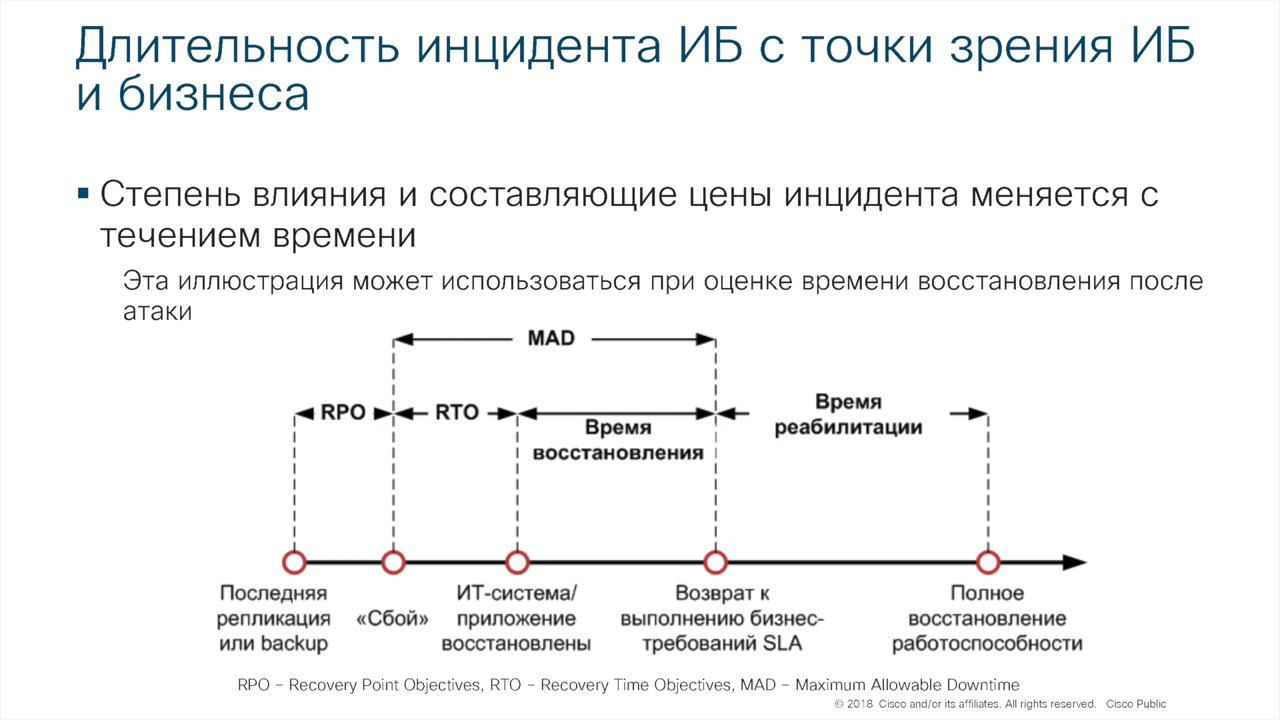 Длительность инцидента ИБ с точки зрения ИБ
и бизнеса
▪ Степень влияния и составляющие цены инцидента меняется с
течением времени
Эта иллюстрация может использоваться при оценке времени восстановления после
атаки
MAD
RPO
RTO
Время
восстановления
Время
реабилитации
Последняя
репликация
или backup
«Сбой»
ИТ-система/
приложение
восстановлены
Возврат к
выполнению бизнес-
требований SLA
Полное
восстановление
работоспособности
RPO – Recovery Point Objectives, RTO – Recovery Time Objectives, MAD – Maximum Allowable Downtime
© 2018 Cisco and/or its affiliates. All rights reserved. Cisco Public